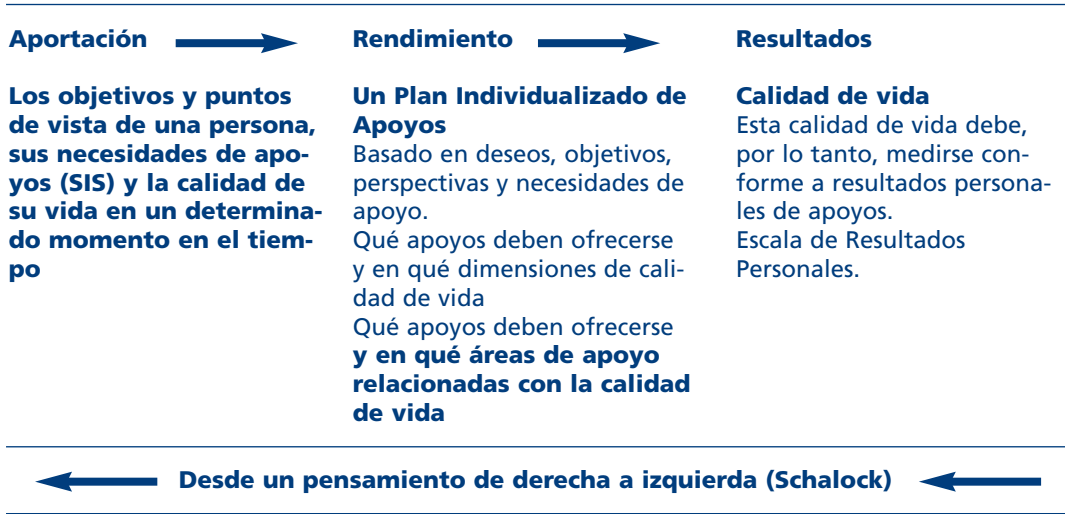 Aportación
Los objetivos y puntos
de vista de una persona,
sus necesidades de apo-
yos (SIS) y la calidad de
su vida en un determina-
do momento en el tiem-
po
Rendimiento
Un Plan Individualizado de
Apoyos
Basado en deseos, objetivos,
perspectivas y necesidades de
apoyo.
Qué apoyos deben ofrecerse
y en qué dimensiones de cali-
dad de vida
Qué apoyos deben ofrecerse
y en qué áreas de apoyo
relacionadas con la calidad
de vida
Resultados
Calidad de vida
Esta calidad de vida debe,
por lo tanto, medirse con-
forme a resultados persona-
les de apoyos.
Escala de Resultados
Personales.
Desde un pensamiento de derecha a izquierda (Schalock)